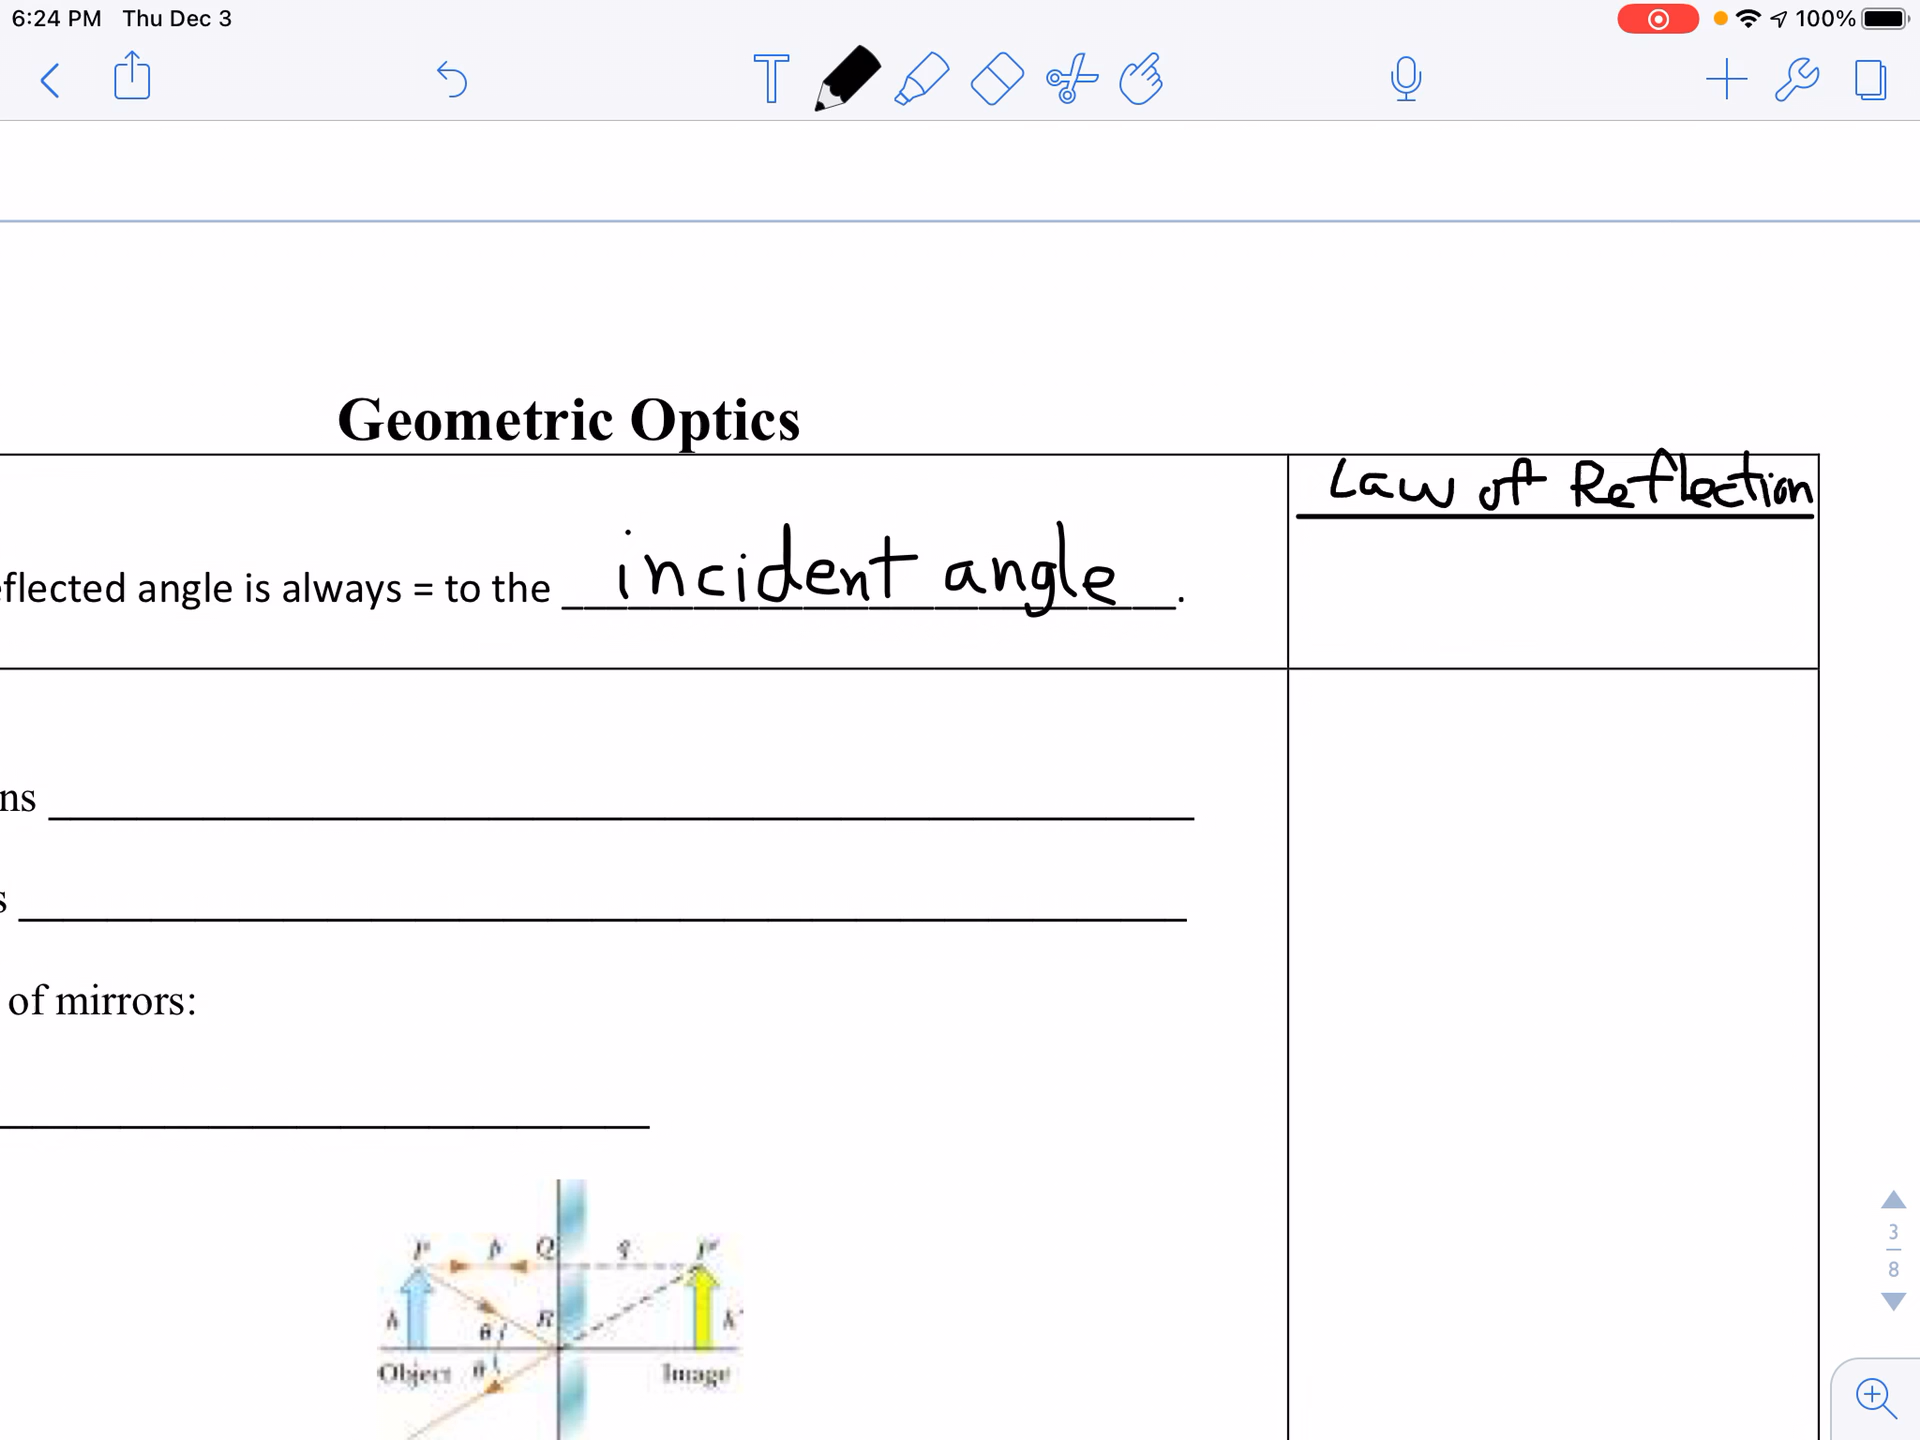 6:24 PM Thu Dec 3
100%
T
Geometric Optics
Law of Reflection
flected angle is always = to the incident angle.
ns
s
of mirrors:
P p Q q P'
h θ R h'
Object θ Image
3
8